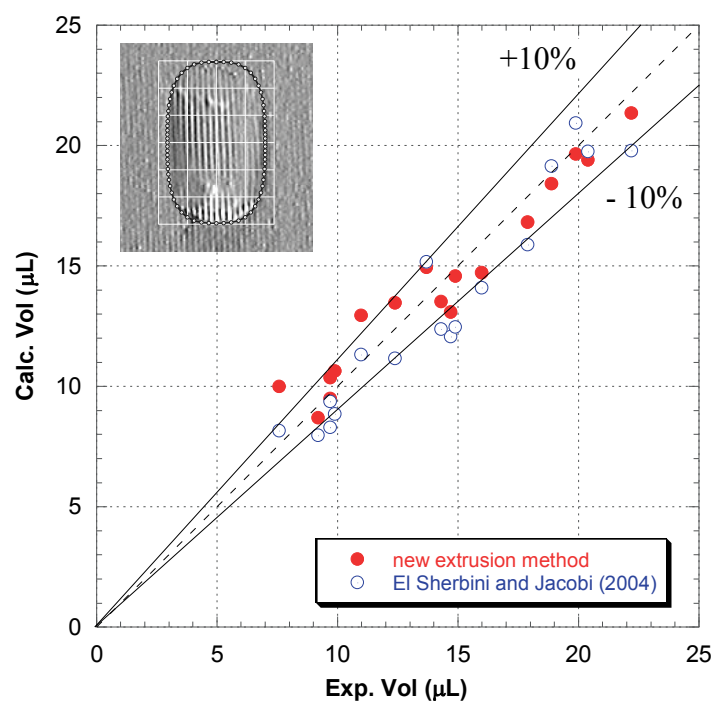 25
20
15
10
5
0
Calc. Vol (μL)
+10%
- 10%
new extrusion method
El Sherbini and Jacobi (2004)
0 5 10 15 20 25
Exp. Vol (μL)